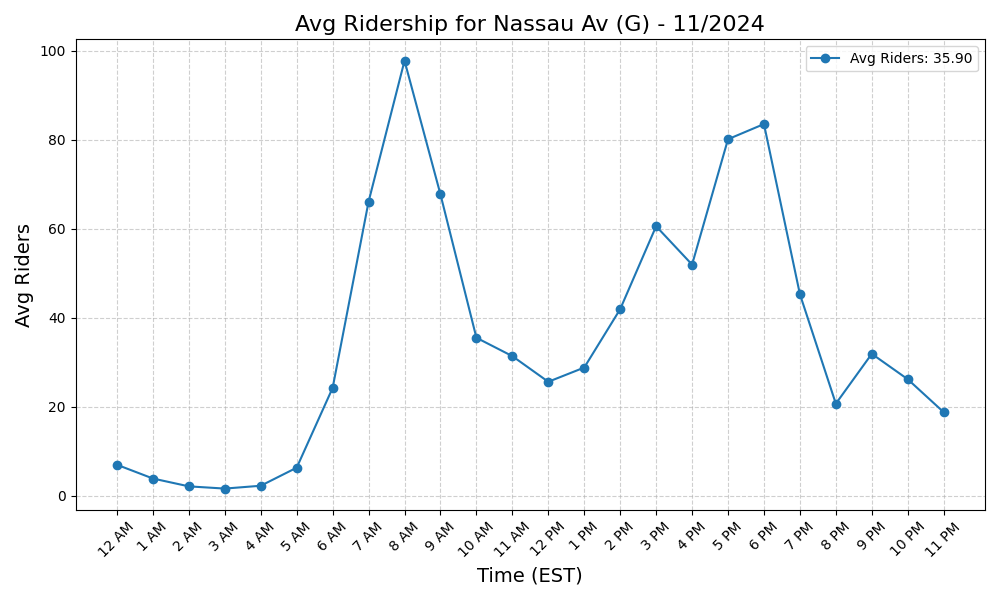 Avg Ridership for Nassau Av (G) - 11/2024
Avg Riders: 35.90
Avg Riders
100
80
60
40
20
0
12 AM
1 AM
2 AM
3 AM
4 AM
5 AM
6 AM
7 AM
8 AM
9 AM
10 AM
11 AM
12 PM
1 PM
2 PM
3 PM
4 PM
5 PM
6 PM
7 PM
8 PM
9 PM
10 PM
11 PM
Time (EST)